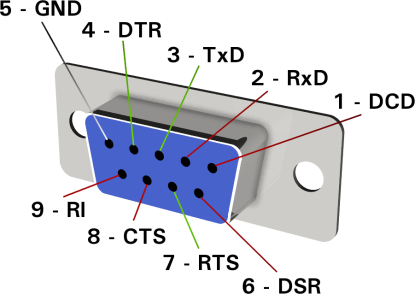 5 - GND
4 - DTR
3 - TxD
2 - RxD
1 - DCD
9 - RI
8 - CTS
7 - RTS
6 - DSR